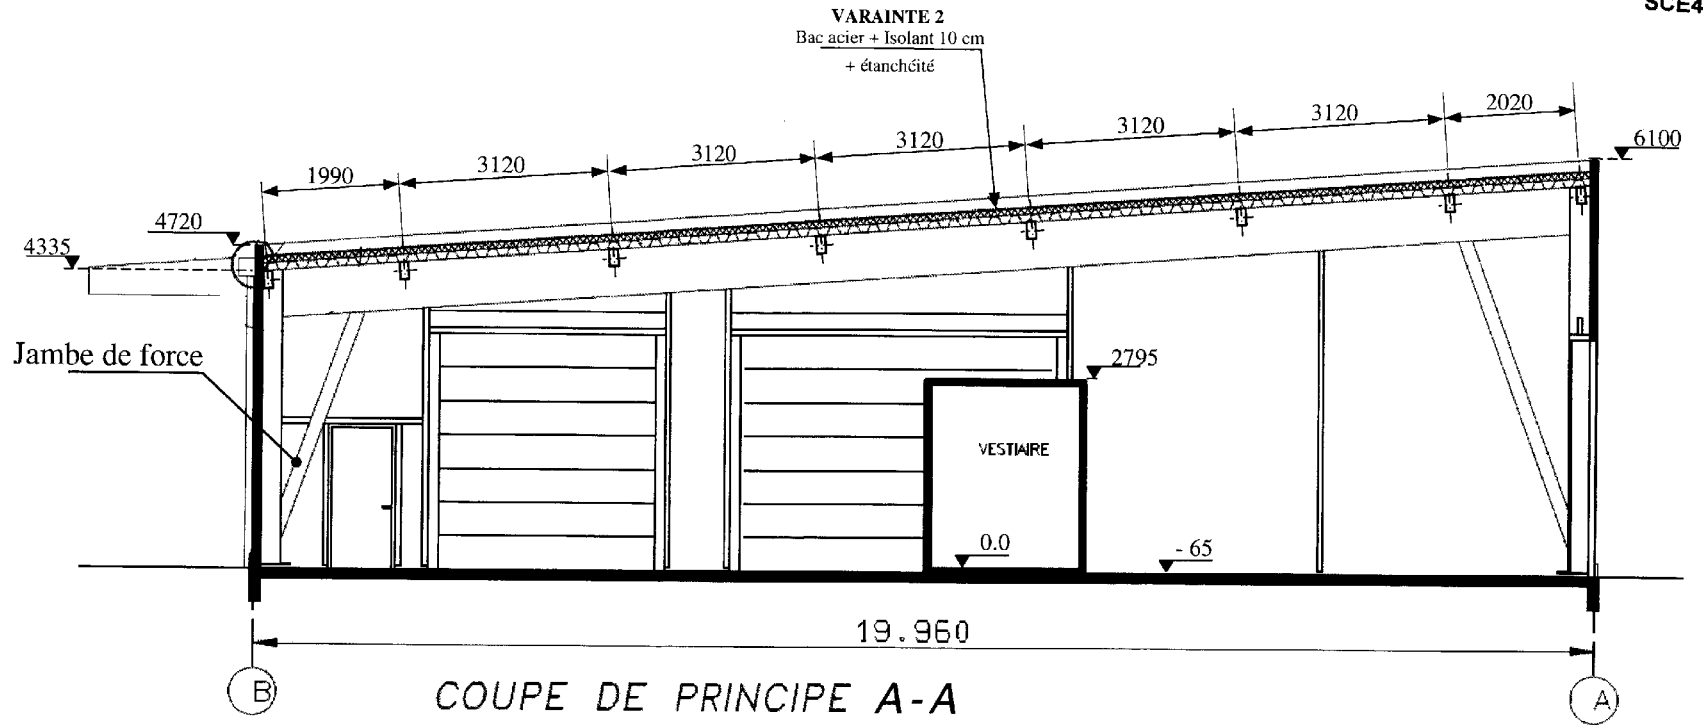 SCE4
VARAINTE 2
Bac acier + Isolant 10 cm
+ étanchéité
1990
3120
3120
3120
3120
3120
2020
6100
4720
4335
Jambe de force
2795
VESTIAIRE
0.0
- 65
19.960
B
A
COUPE DE PRINCIPE A-A